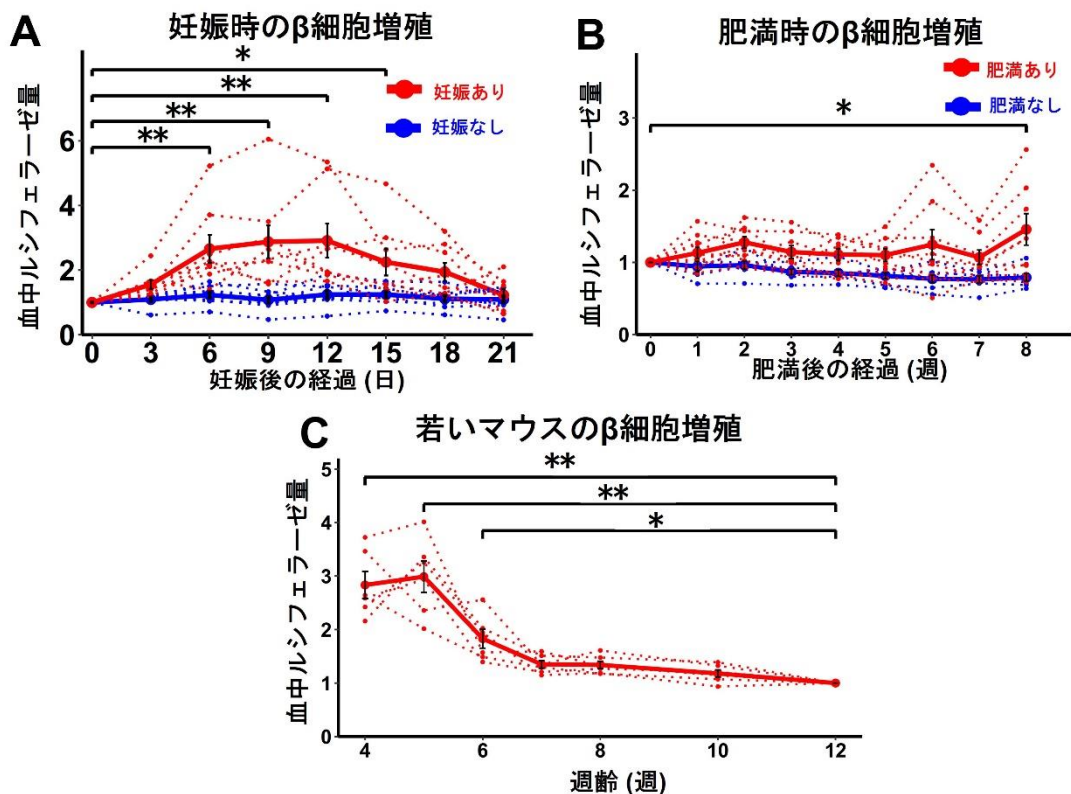 A
妊娠時のβ細胞増殖
血中ルシフェラーゼ量
*
**
**
**
妊娠あり
妊娠なし
6
4
2
0
0 3 6 9 12 15 18 21
妊娠後の経過 (日)
B
肥満時のβ細胞増殖
血中ルシフェラーゼ量
肥満あり
肥満なし
*
3
2
1
0
0 1 2 3 4 5 6 7 8
肥満後の経過 (週)
C
若いマウスのβ細胞増殖
血中ルシフェラーゼ量
**
**
*
5
4
3
2
1
0
4 6 8 10 12
週齢 (週)